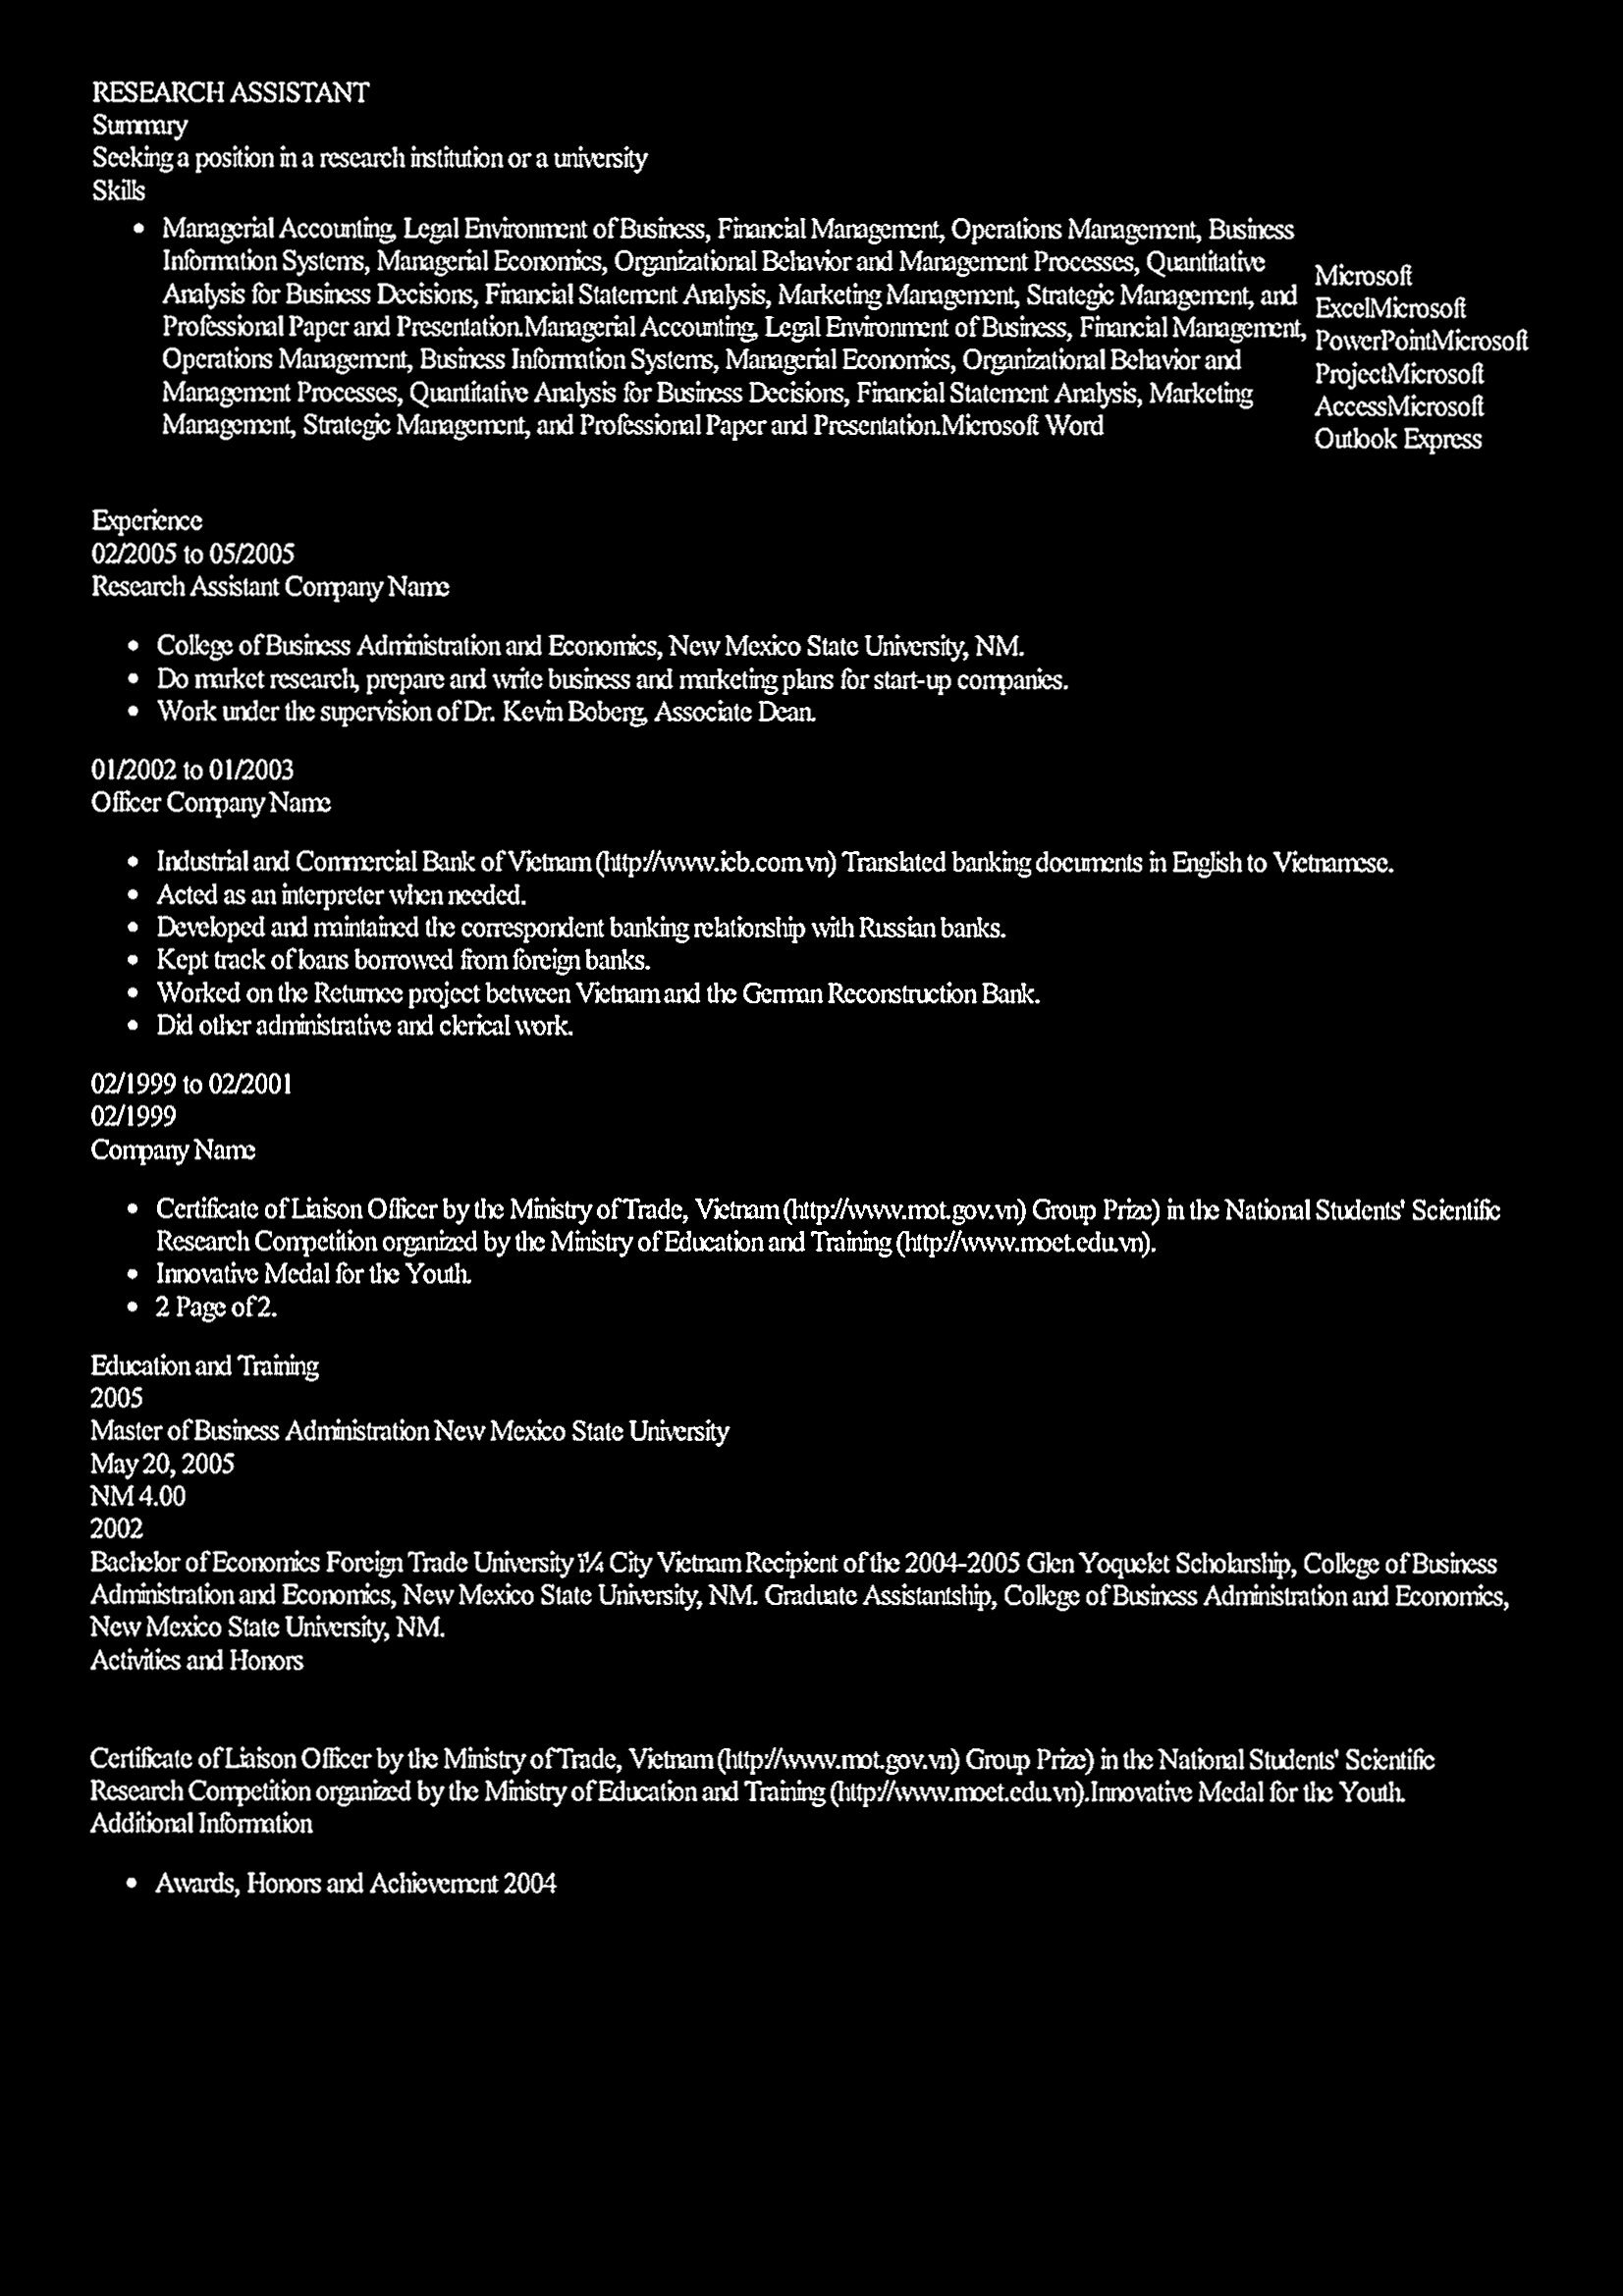 RESEARCH ASSISTANT
Summary
Seeking a position in a research institution or a university
Skills
• Managerial Accounting, Legal Environment of Business, Financial Management, Operations Management, Business
Information Systems, Managerial Economics, Organizational Behavior and Management Processes, Quantitative
Analysis for Business Decisions, Financial Statement Analysis, Marketing Management, Strategic Management, and
Professional Paper and Presentation.Managerial Accounting, Legal Environment of Business, Financial Management,
Operations Management, Business Information Systems, Managerial Economics, Organizational Behavior and
Management Processes, Quantitative Analysis for Business Decisions, Financial Statement Analysis, Marketing
Management, Strategic Management, and Professional Paper and Presentation.Microsoft Word
Microsoft
ExcelMicrosoft
PowerPointMicrosoft
ProjectMicrosoft
AccessMicrosoft
Outlook Express
Experience
02/2005 to 05/2005
Research Assistant Company Name
• College of Business Administration and Economics, New Mexico State University, NM.
• Do market research, prepare and write business and marketing plans for start-up companies.
• Work under the supervision of Dr. Kevin Boberg, Associate Dean.
01/2002 to 01/2003
Officer Company Name
• Industrial and Commercial Bank of Vietnam (http://www.icb.com.vn) Translated banking documents in English to Vietnamese.
• Acted as an interpreter when needed.
• Developed and maintained the correspondent banking relationship with Russian banks.
• Kept track of loans borrowed from foreign banks.
• Worked on the Returnee project between Vietnam and the German Reconstruction Bank.
• Did other administrative and clerical work.
02/1999 to 02/2001
02/1999
Company Name
• Certificate of Liaison Officer by the Ministry of Trade, Vietnam (http://www.mot.gov.vn) Group Prize) in the National Students' Scientific
Research Competition organized by the Ministry of Education and Training (http://www.moet.edu.vn).
• Innovative Medal for the Youth.
• 2 Page of 2.
Education and Training
2005
Master of Business Administration New Mexico State University
May 20, 2005
NM 4.00
2002
Bachelor of Economics Foreign Trade University ï¼ City Vietnam Recipient of the 2004-2005 Glen Yoquelet Scholarship, College of Business
Administration and Economics, New Mexico State University, NM. Graduate Assistantship, College of Business Administration and Economics,
New Mexico State University, NM.
Activities and Honors
Certificate of Liaison Officer by the Ministry of Trade, Vietnam (http://www.mot.gov.vn) Group Prize) in the National Students' Scientific
Research Competition organized by the Ministry of Education and Training (http://www.moet.edu.vn).Innovative Medal for the Youth.
Additional Information
• Awards, Honors and Achievement 2004